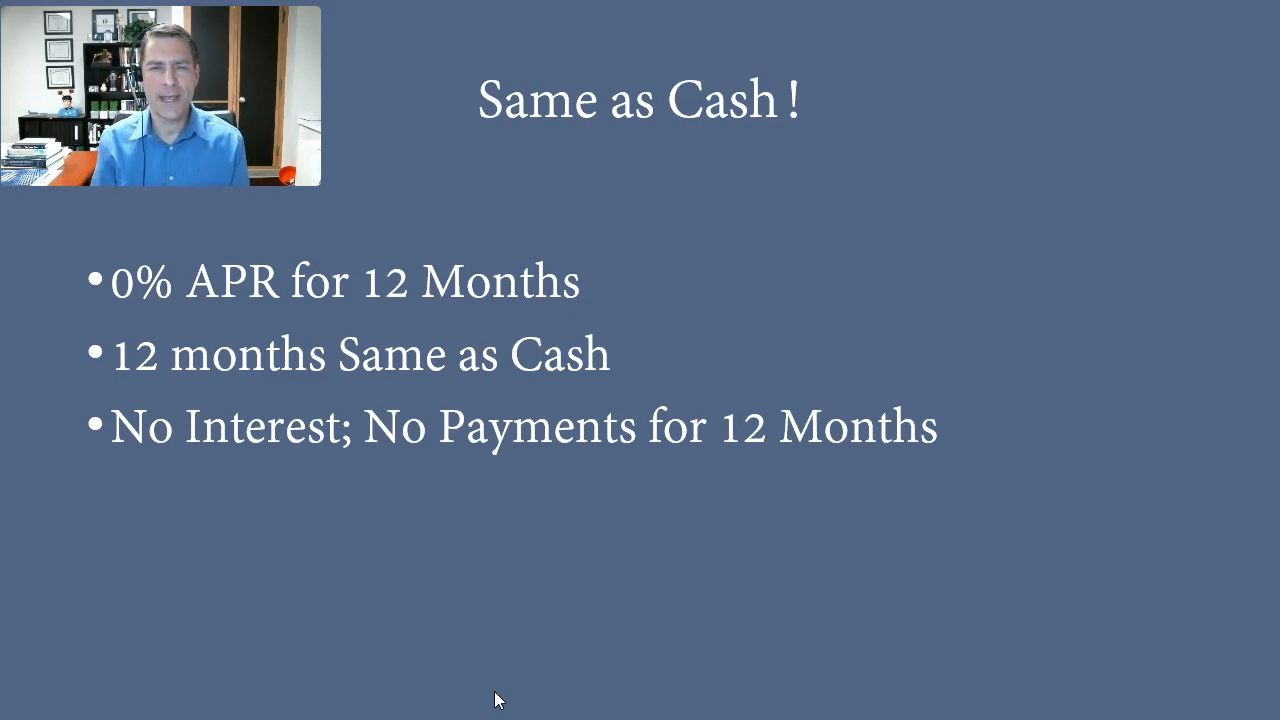 Same as Cash!
• 0% APR for 12 Months
• 12 months Same as Cash
• No Interest; No Payments for 12 Months